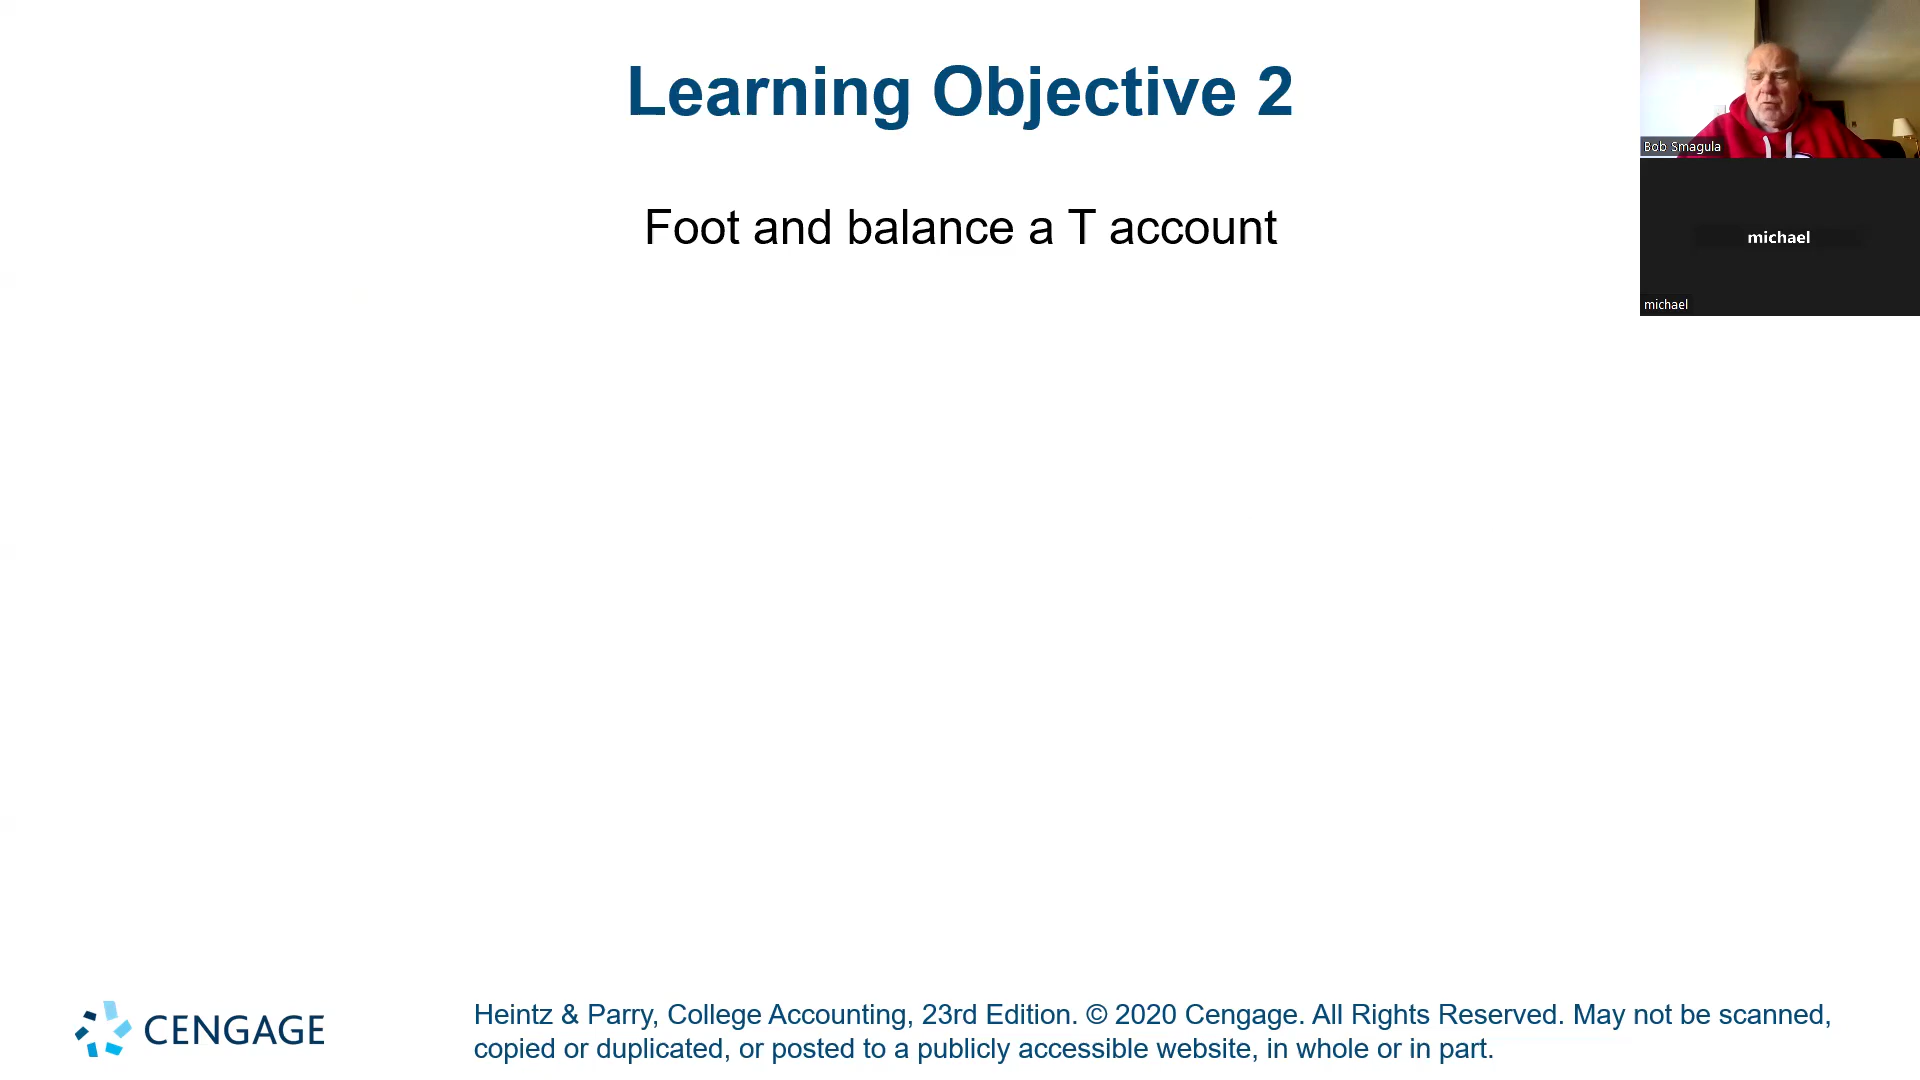 Learning Objective 2
Foot and balance a T account
Bob Smagula
michael
michael
CENGAGE
Heintz & Parry, College Accounting, 23rd Edition. © 2020 Cengage. All Rights Reserved. May not be scanned,
copied or duplicated, or posted to a publicly accessible website, in whole or in part.